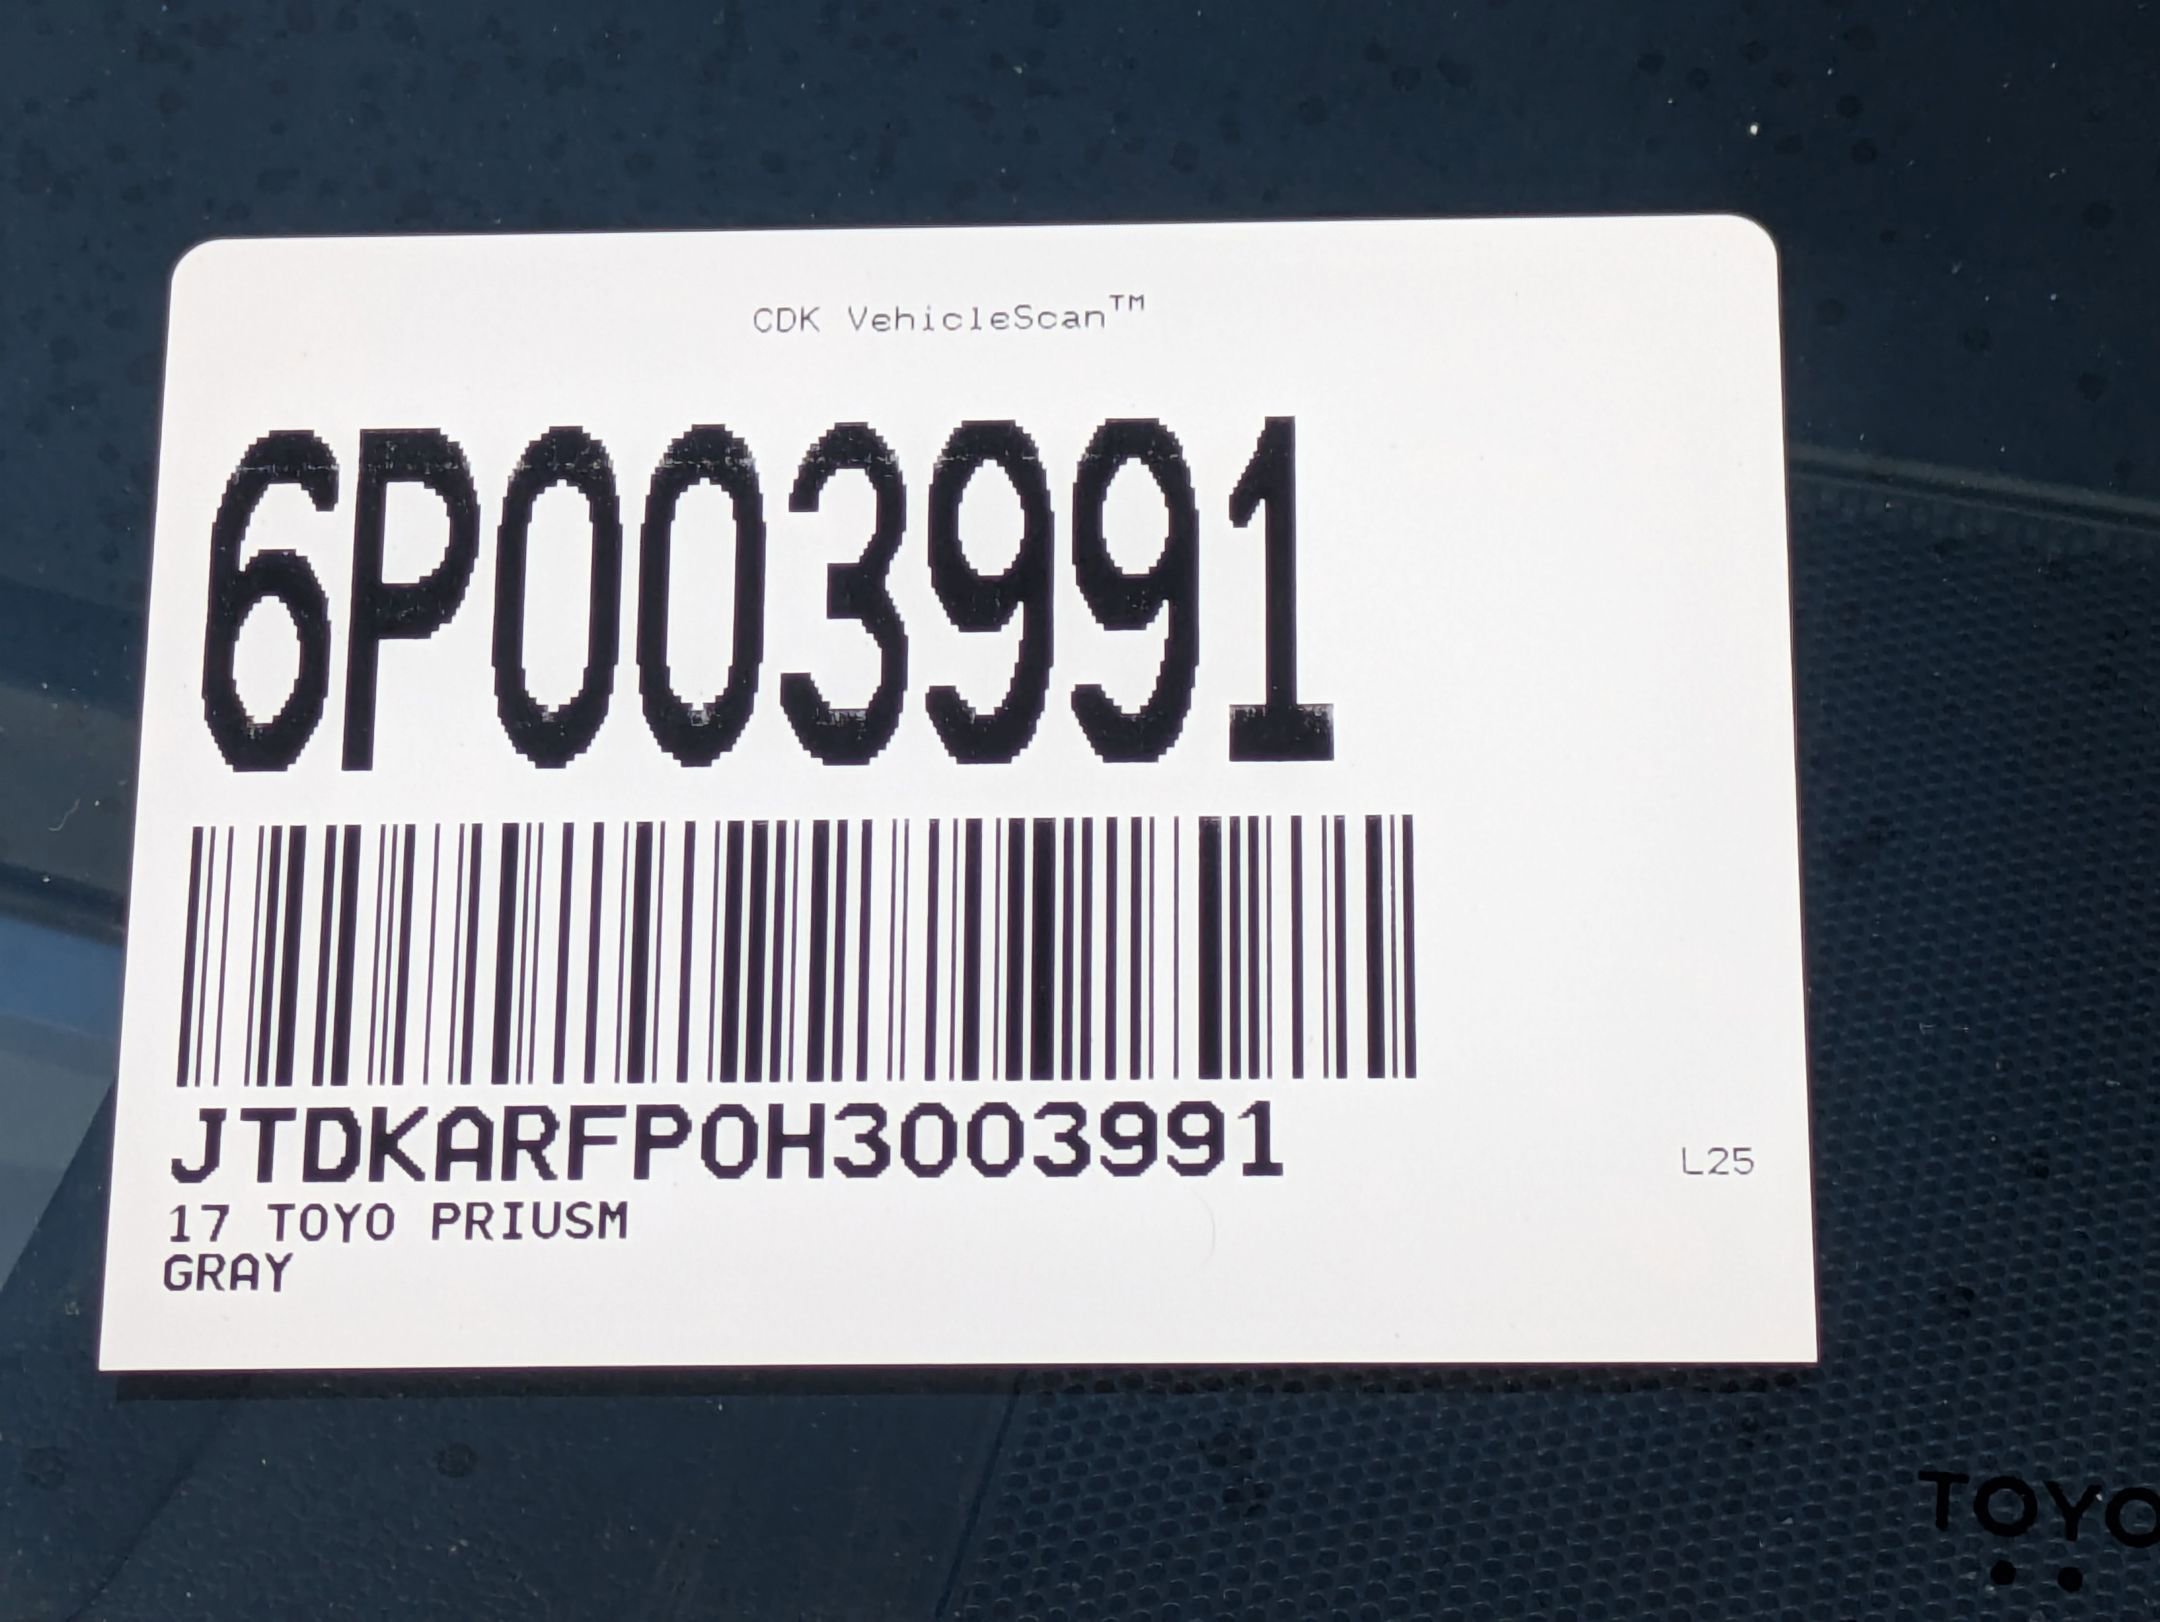 CDK VehicleScan™
6P003991
JTDKARFP0H3003991
L25
17 TOYO PRIUSM
GRAY
TOYO